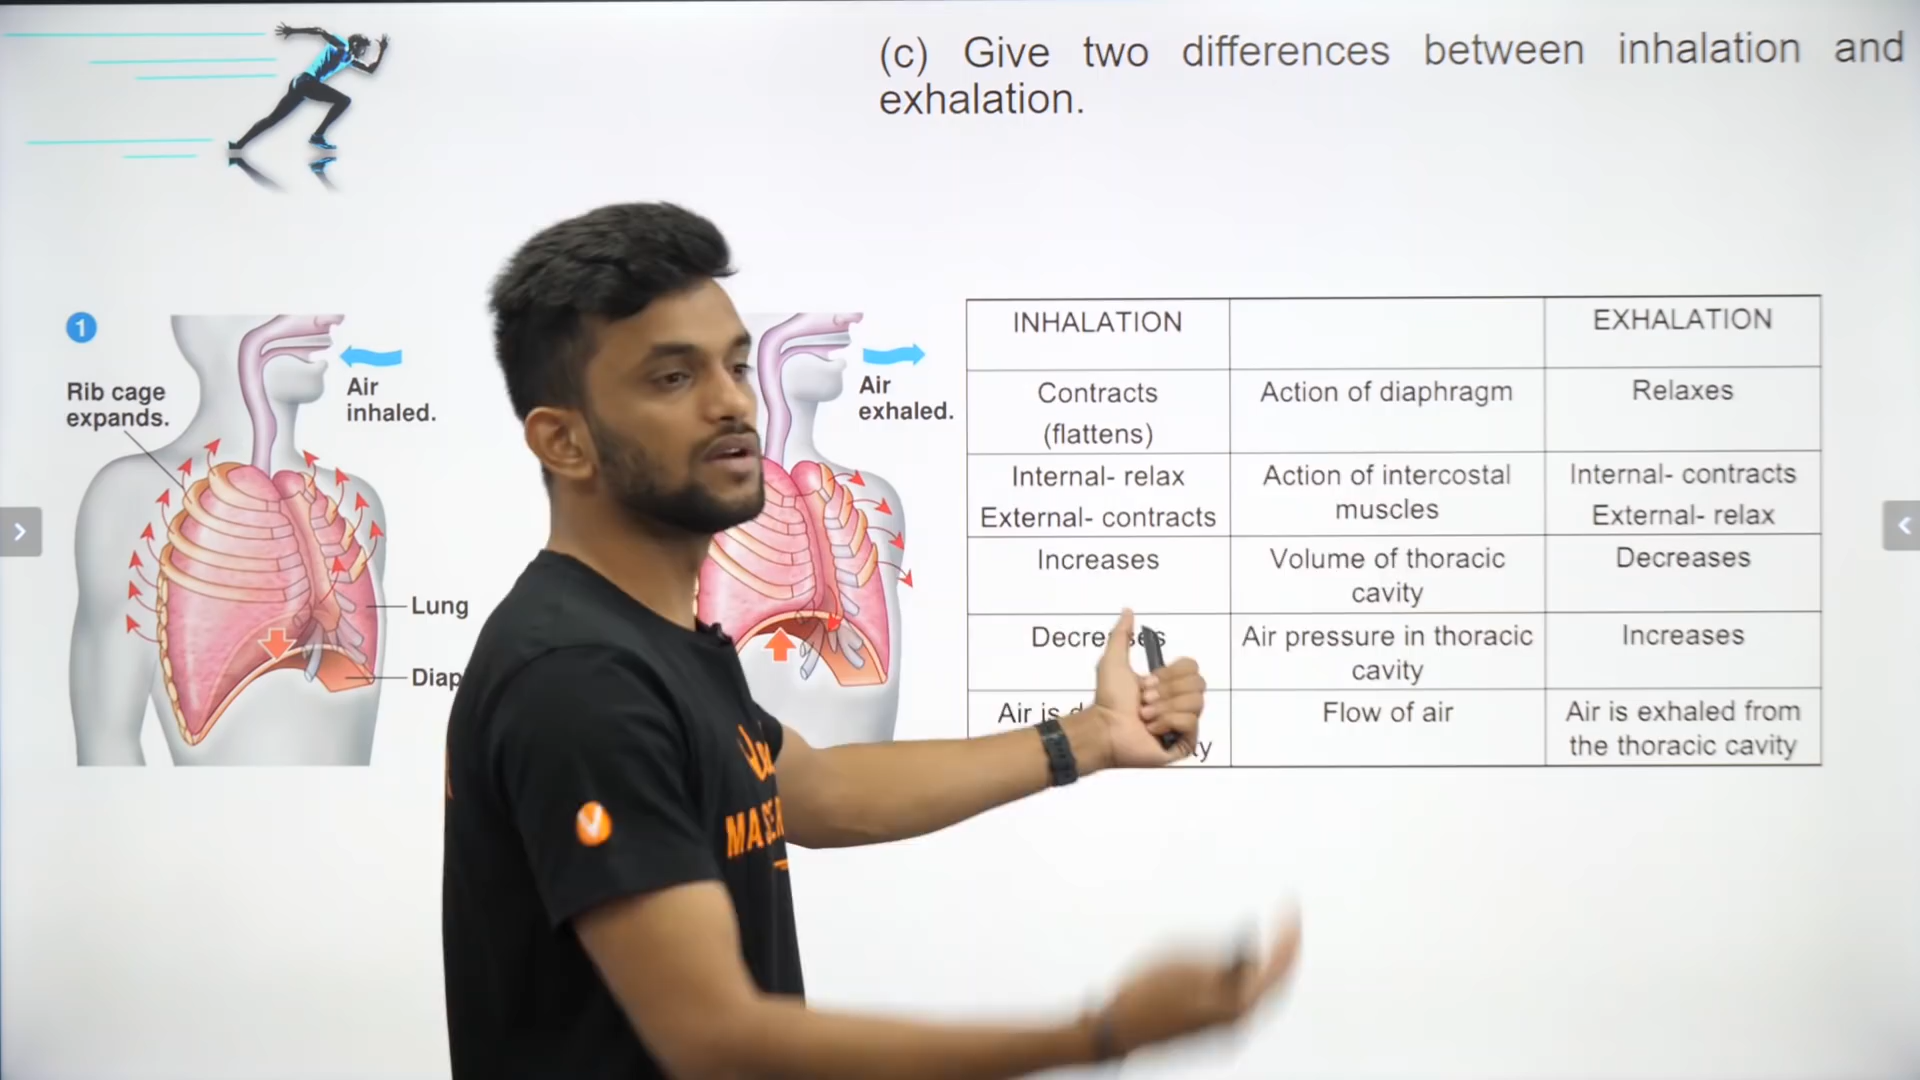 (c) Give two differences between inhalation and
exhalation.
1
Rib cage
expands.
Air
inhaled.
Lung
Air
exhaled.
INHALATION
EXHALATION
Contracts
(flattens)
Action of diaphragm
Relaxes
Internal- relax
External- contracts
Action of intercostal
muscles
Internal- contracts
External- relax
Increases
Volume of thoracic
cavity
Decreases
Decreases
Air pressure in thoracic
cavity
Increases
Air is
Flow of air
Air is exhaled from
the thoracic cavity